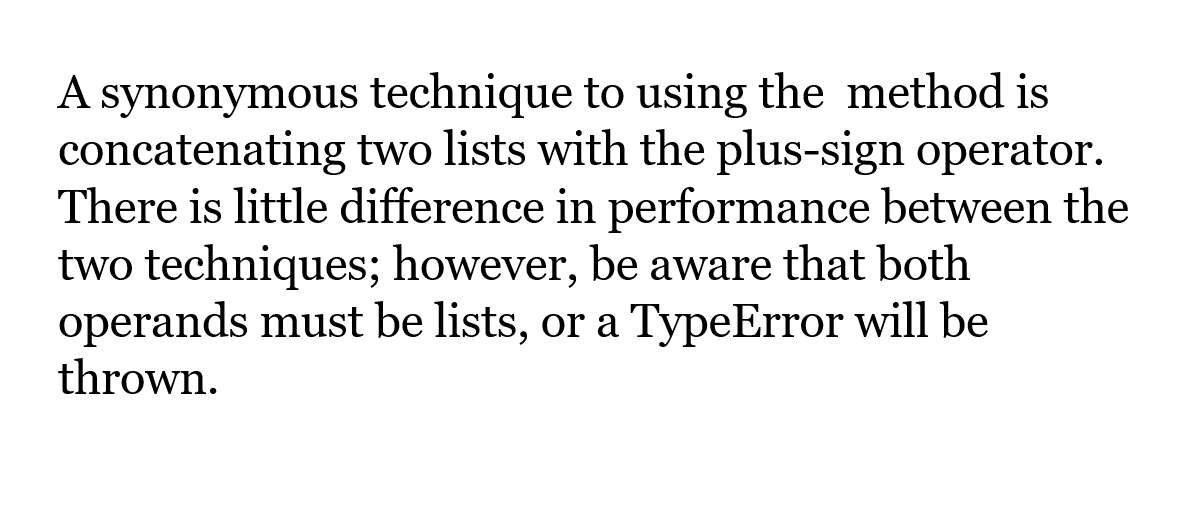 A synonymous technique to using the  method is
concatenating two lists with the plus-sign operator.
There is little difference in performance between the
two techniques; however, be aware that both
operands must be lists, or a TypeError will be
thrown.